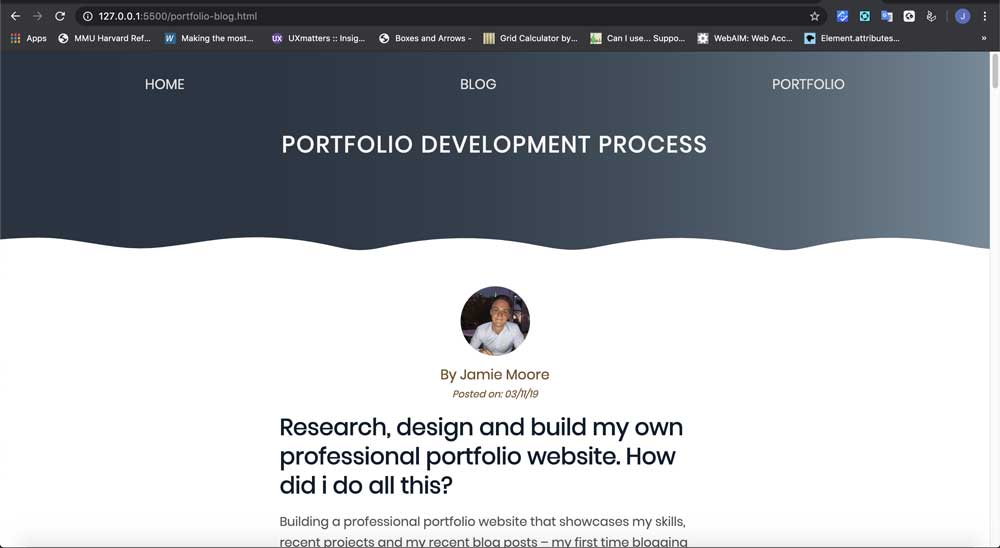 127.0.0.1:5500/portfolio-blog.html
J
Apps MMU Harvard Ref... W Making the most... UX UXmatters :: Insig... Boxes and Arrows - Grid Calculator by... Can I use... Suppo... WebAIM: Web Acc... Element.attributes... »
HOME BLOG PORTFOLIO
PORTFOLIO DEVELOPMENT PROCESS
By Jamie Moore
Posted on: 03/11/19
Research, design and build my own
professional portfolio website. How
did i do all this?
Building a professional portfolio website that showcases my skills,
recent projects and my recent blog posts – my first time blogging